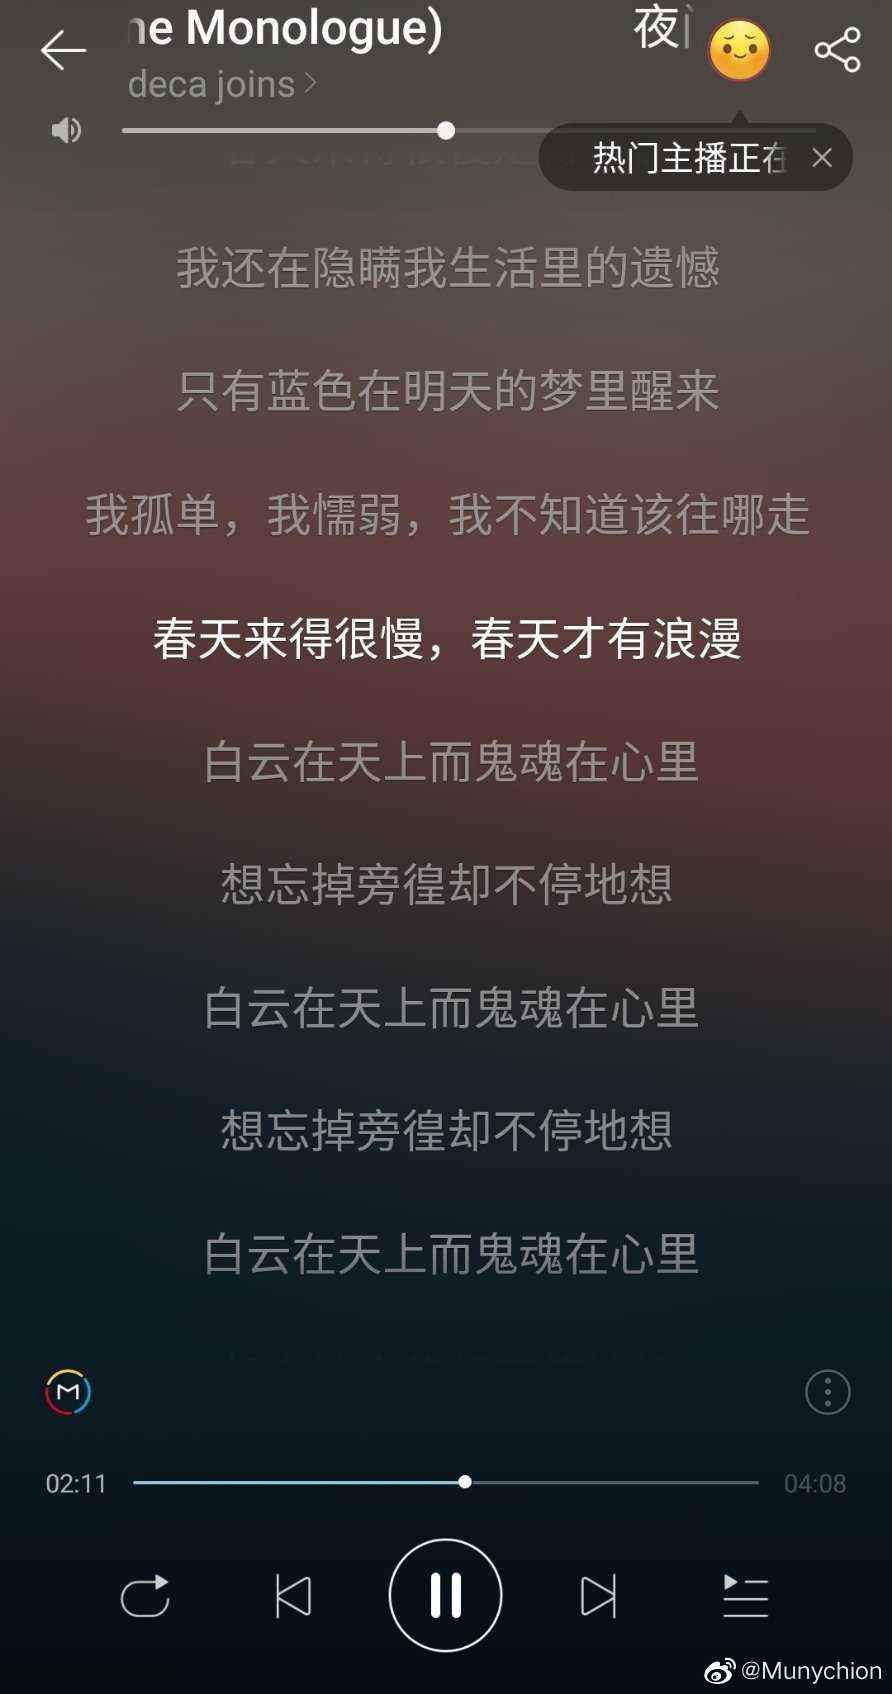 ne Monologue)
夜
deca joins
热门主播正在
我还在隐瞒我生活里的遗憾
只有蓝色在明天的梦里醒来
我孤单，我懦弱，我不知道该往哪走
春天来得很慢，春天才有浪漫
白云在天上而鬼魂在心里
想忘掉旁徨却不停地想
白云在天上而鬼魂在心里
想忘掉旁徨却不停地想
白云在天上而鬼魂在心里
M
02:11
04:08
@Munychion